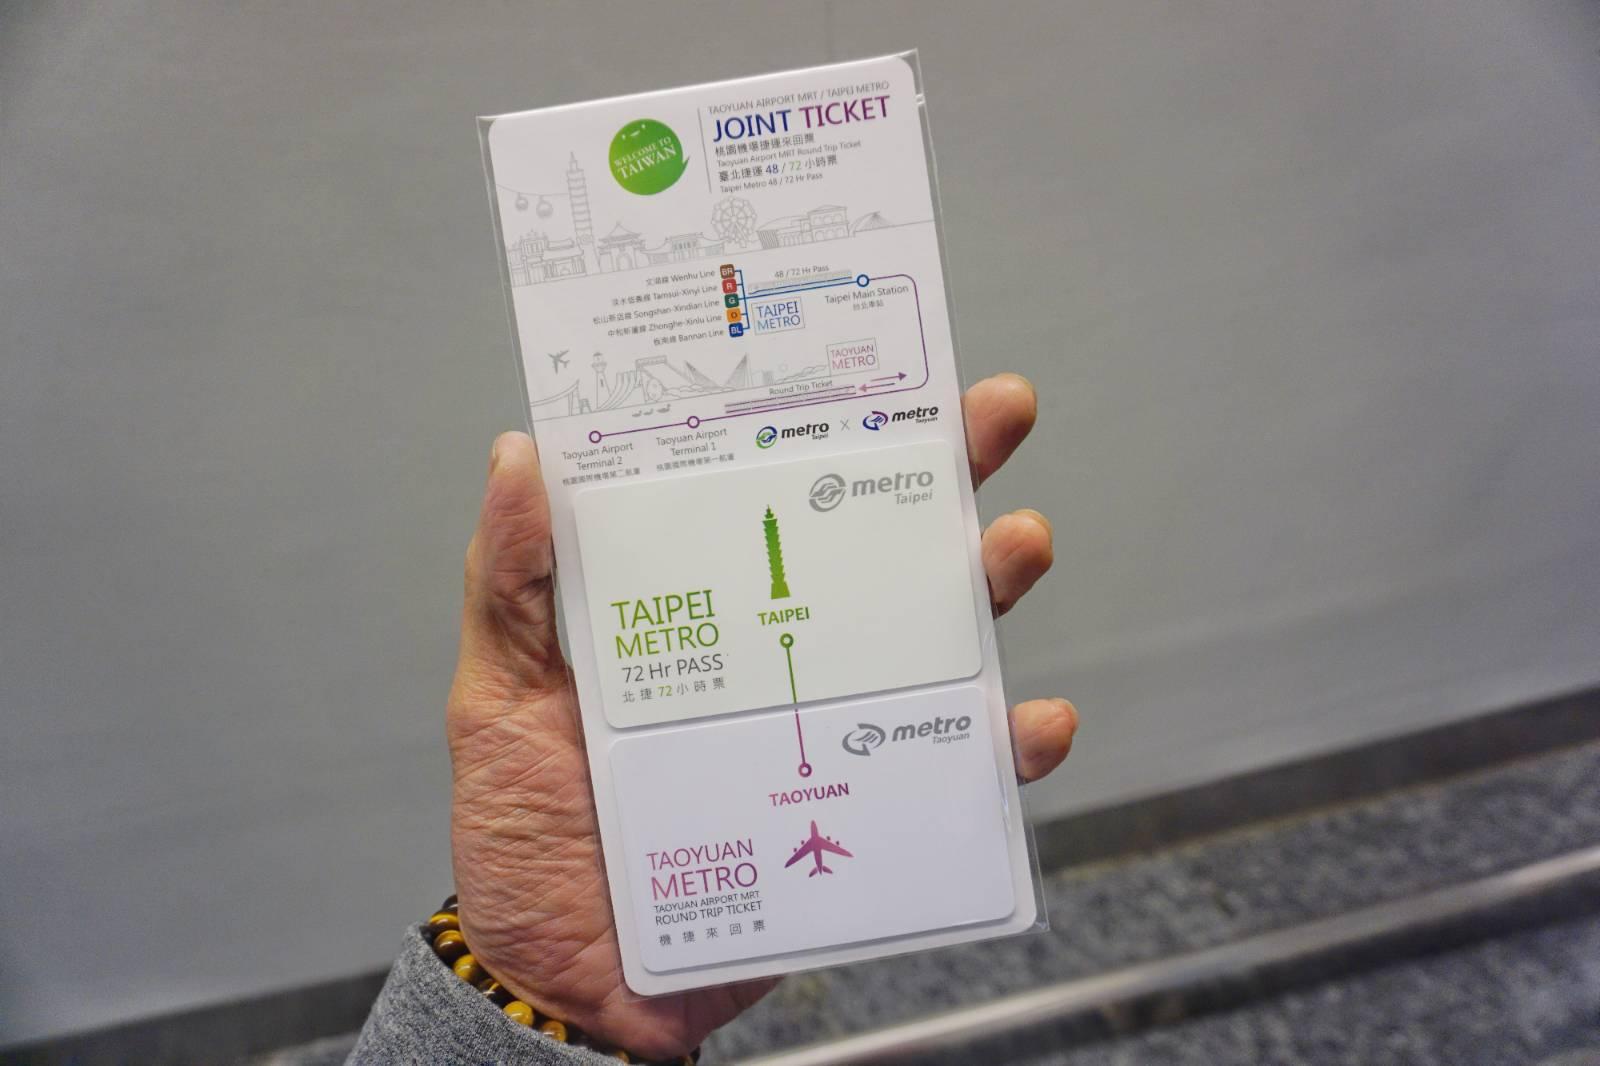 TAOYUAN AIRPORT MRT / TAIPEI METRO
JOINT TICKET
桃園機場捷運來回票
Taoyuan Airport MRT Round Trip Ticket
臺北捷運 48 / 72 小時票
Taipei Metro 48 / 72 Hr Pass
WELCOME TO
TAIWAN
文湖線 Wenhu Line BR
淡水信義線 Tamsui-Xinyi Line R
松山新店線 Songshan-Xindian Line G
中和新蘆線 Zhonghe-Xinlu Line O
板南線 Bannan Line BL
48 / 72 Hr Pass
TAIPEI
METRO
Taipei Main Station
台北車站
TAOYUAN
METRO
Round Trip Ticket
Taoyuan Airport
Terminal 2
桃園國際機場第二航廈
Taoyuan Airport
Terminal 1
桃園國際機場第一航廈
metro
Taipei
X
metro
Taoyuan
metro
Taipei
TAIPEI
TAIPEI
METRO
72 Hr PASS
北捷72小時票
metro
Taoyuan
TAOYUAN
TAOYUAN
METRO
TAOYUAN AIRPORT MRT
ROUND TRIP TICKET
機捷來回票